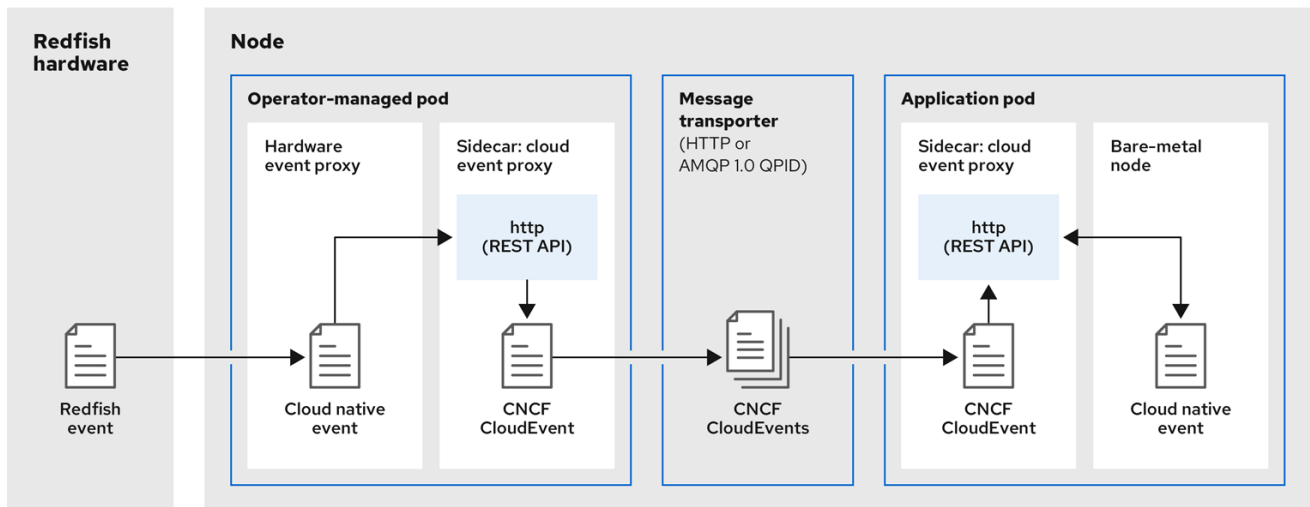 Redfish
hardware
Node
Operator-managed pod
Hardware
event proxy
Sidecar: cloud
event proxy
http
(REST API)
Message
transporter
(HTTP or
AMQP 1.0 QPID)
Application pod
Sidecar: cloud
event proxy
http
(REST API)
Bare-metal
node
Redfish
event
Cloud native
event
CNCF
CloudEvent
CNCF
CloudEvents
CNCF
CloudEvent
Cloud native
event